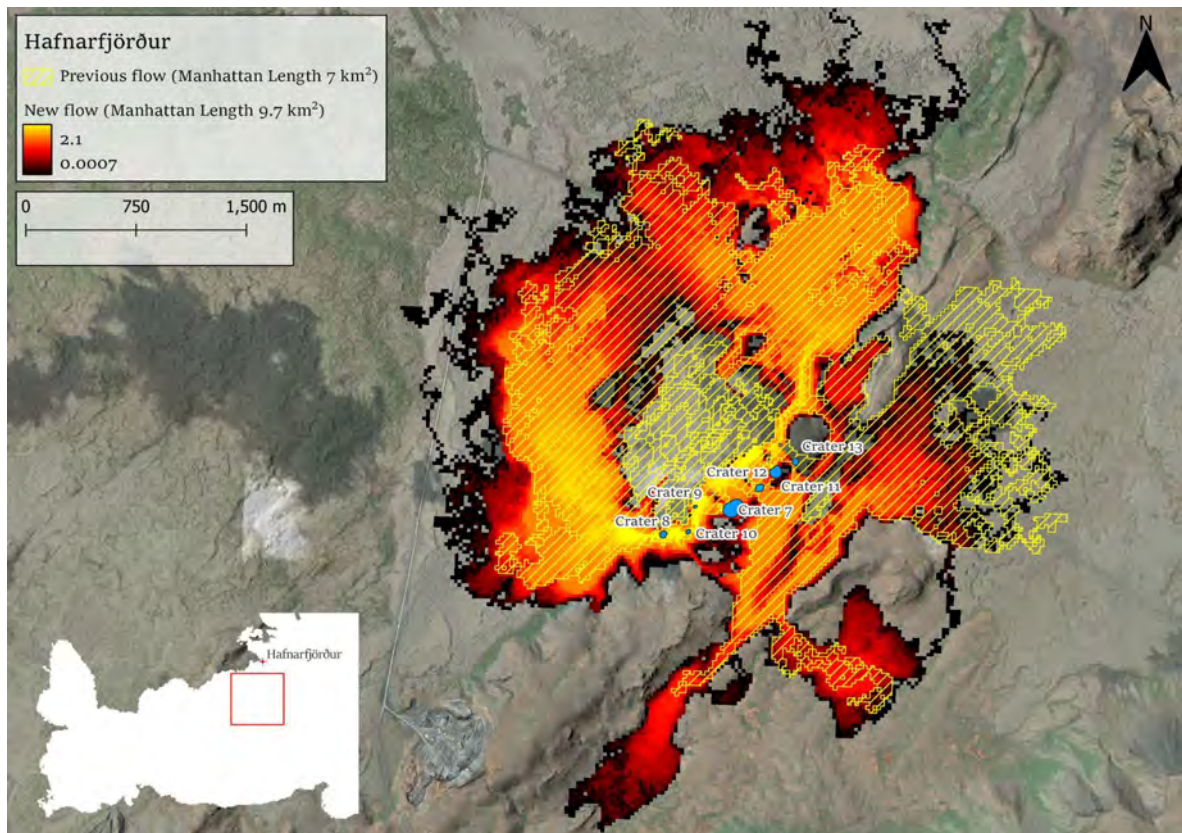 Hafnarfjörður
Previous flow (Manhattan Length 7 km²)
New flow (Manhattan Length 9.7 km²)
2.1
0.0007
0 750 1,500 m
N
Crater 13
Crater 12
Crater 11
Crater 9
Crater 7
Crater 8
Crater 10
Hafnarfjörður